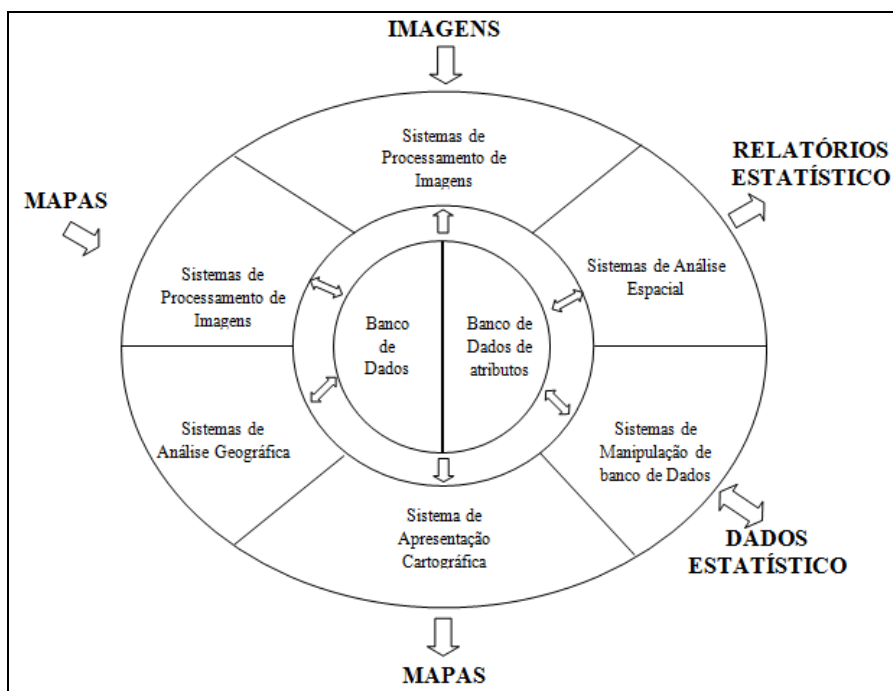 IMAGENS
Sistemas de
Processamento de
Imagens
RELATÓRIOS
ESTATÍSTICO
MAPAS
Sistemas de
Processamento de
Imagens
Sistemas de Análise
Espacial
Banco
de
Dados
Banco de
Dados de
atributos
Sistemas de
Análise Geográfica
Sistemas de
Manipulação de
banco de Dados
Sistema de
Apresentação
Cartográfica
DADOS
ESTATÍSTICO
MAPAS